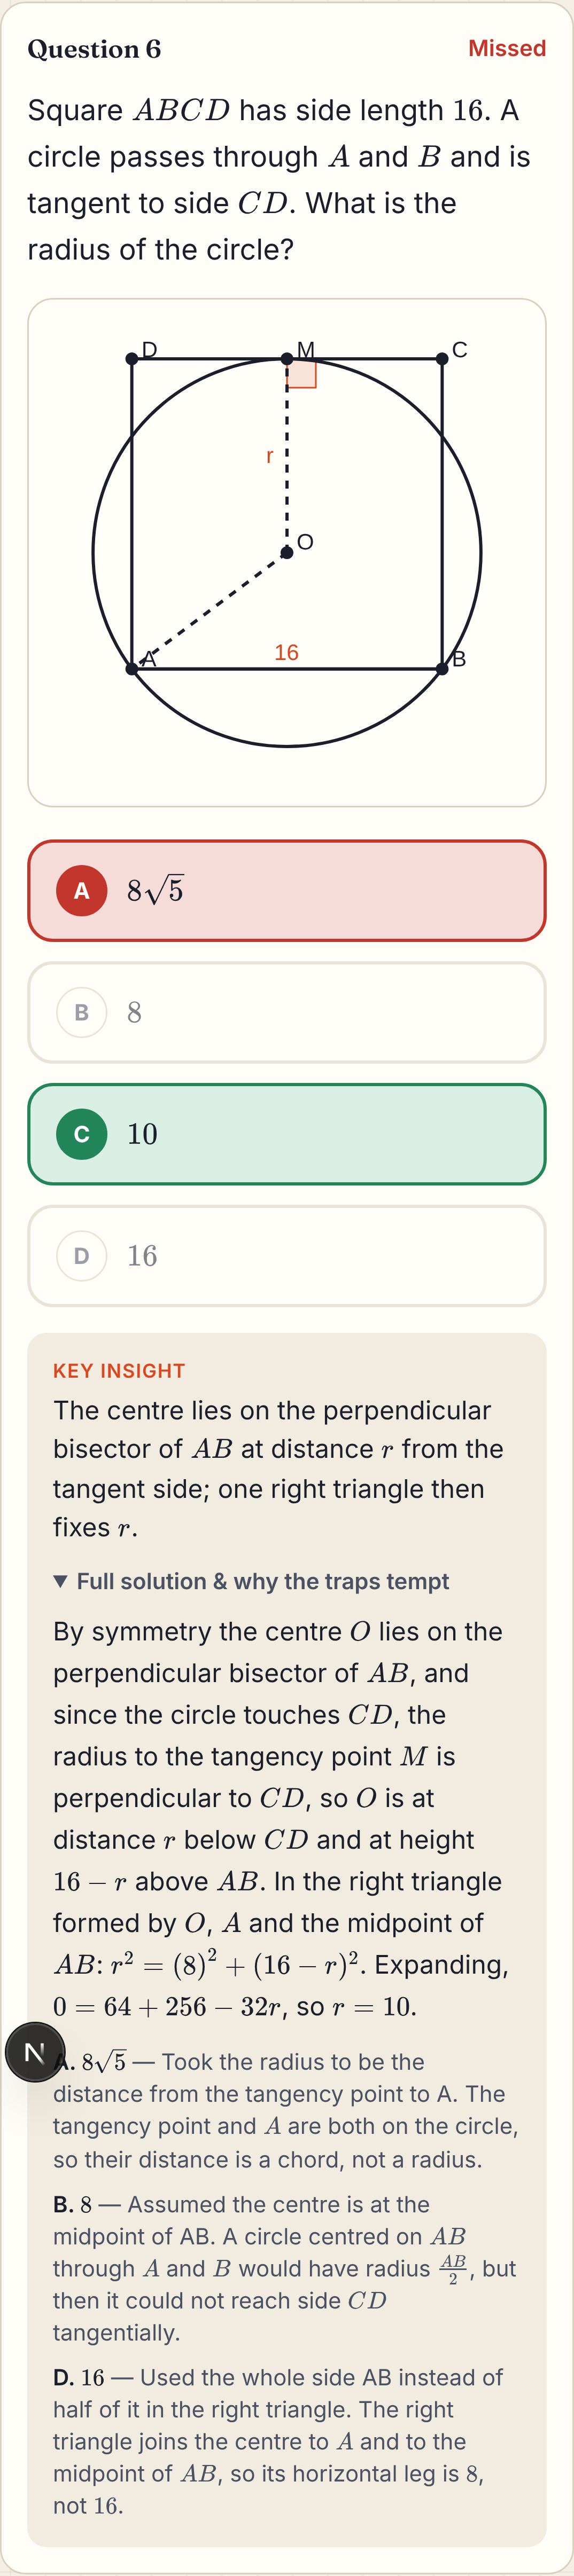 Question 6
Missed
Square ABCD has side length 16. A
circle passes through A and B and is
tangent to side CD. What is the
radius of the circle?
D
M
C
r
O
A
16
B
A
8√5
B
8
C
10
D
16
KEY INSIGHT
The centre lies on the perpendicular
bisector of AB at distance r from the
tangent side; one right triangle then
fixes r.
▼ Full solution & why the traps tempt
By symmetry the centre O lies on the
perpendicular bisector of AB, and
since the circle touches CD, the
radius to the tangency point M is
perpendicular to CD, so O is at
distance r below CD and at height
16 − r above AB. In the right triangle
formed by O, A and the midpoint of
AB: r² = (8)² + (16 − r)². Expanding,
0 = 64 + 256 − 32r, so r = 10.
N
A. 8√5 — Took the radius to be the
distance from the tangency point to A. The
tangency point and A are both on the circle,
so their distance is a chord, not a radius.
B. 8 — Assumed the centre is at the
midpoint of AB. A circle centred on AB
through A and B would have radius AB/2, but
then it could not reach side CD
tangentially.
D. 16 — Used the whole side AB instead of
half of it in the right triangle. The right
triangle joins the centre to A and to the
midpoint of AB, so its horizontal leg is 8,
not 16.